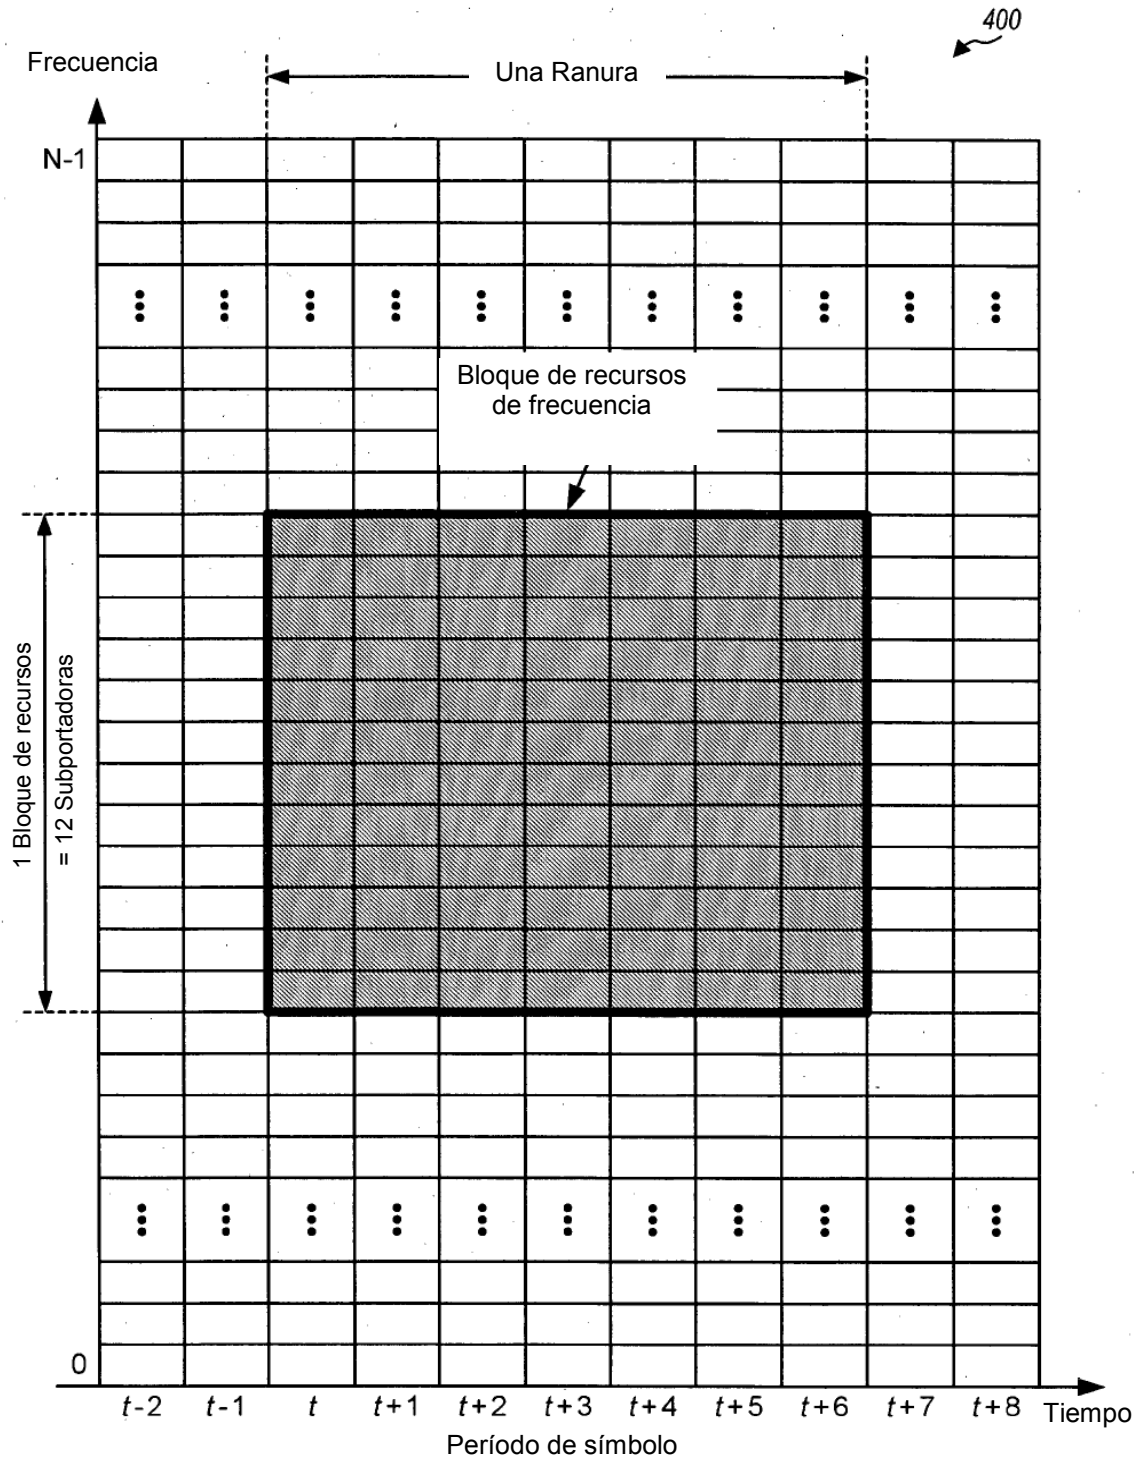 400
Frecuencia
Una Ranura
N-1
Bloque de recursos
de frecuencia
1 Bloque de recursos
= 12 Subportadoras
0
t-2 t-1 t t+1 t+2 t+3 t+4 t+5 t+6 t+7 t+8 Tiempo
Período de símbolo